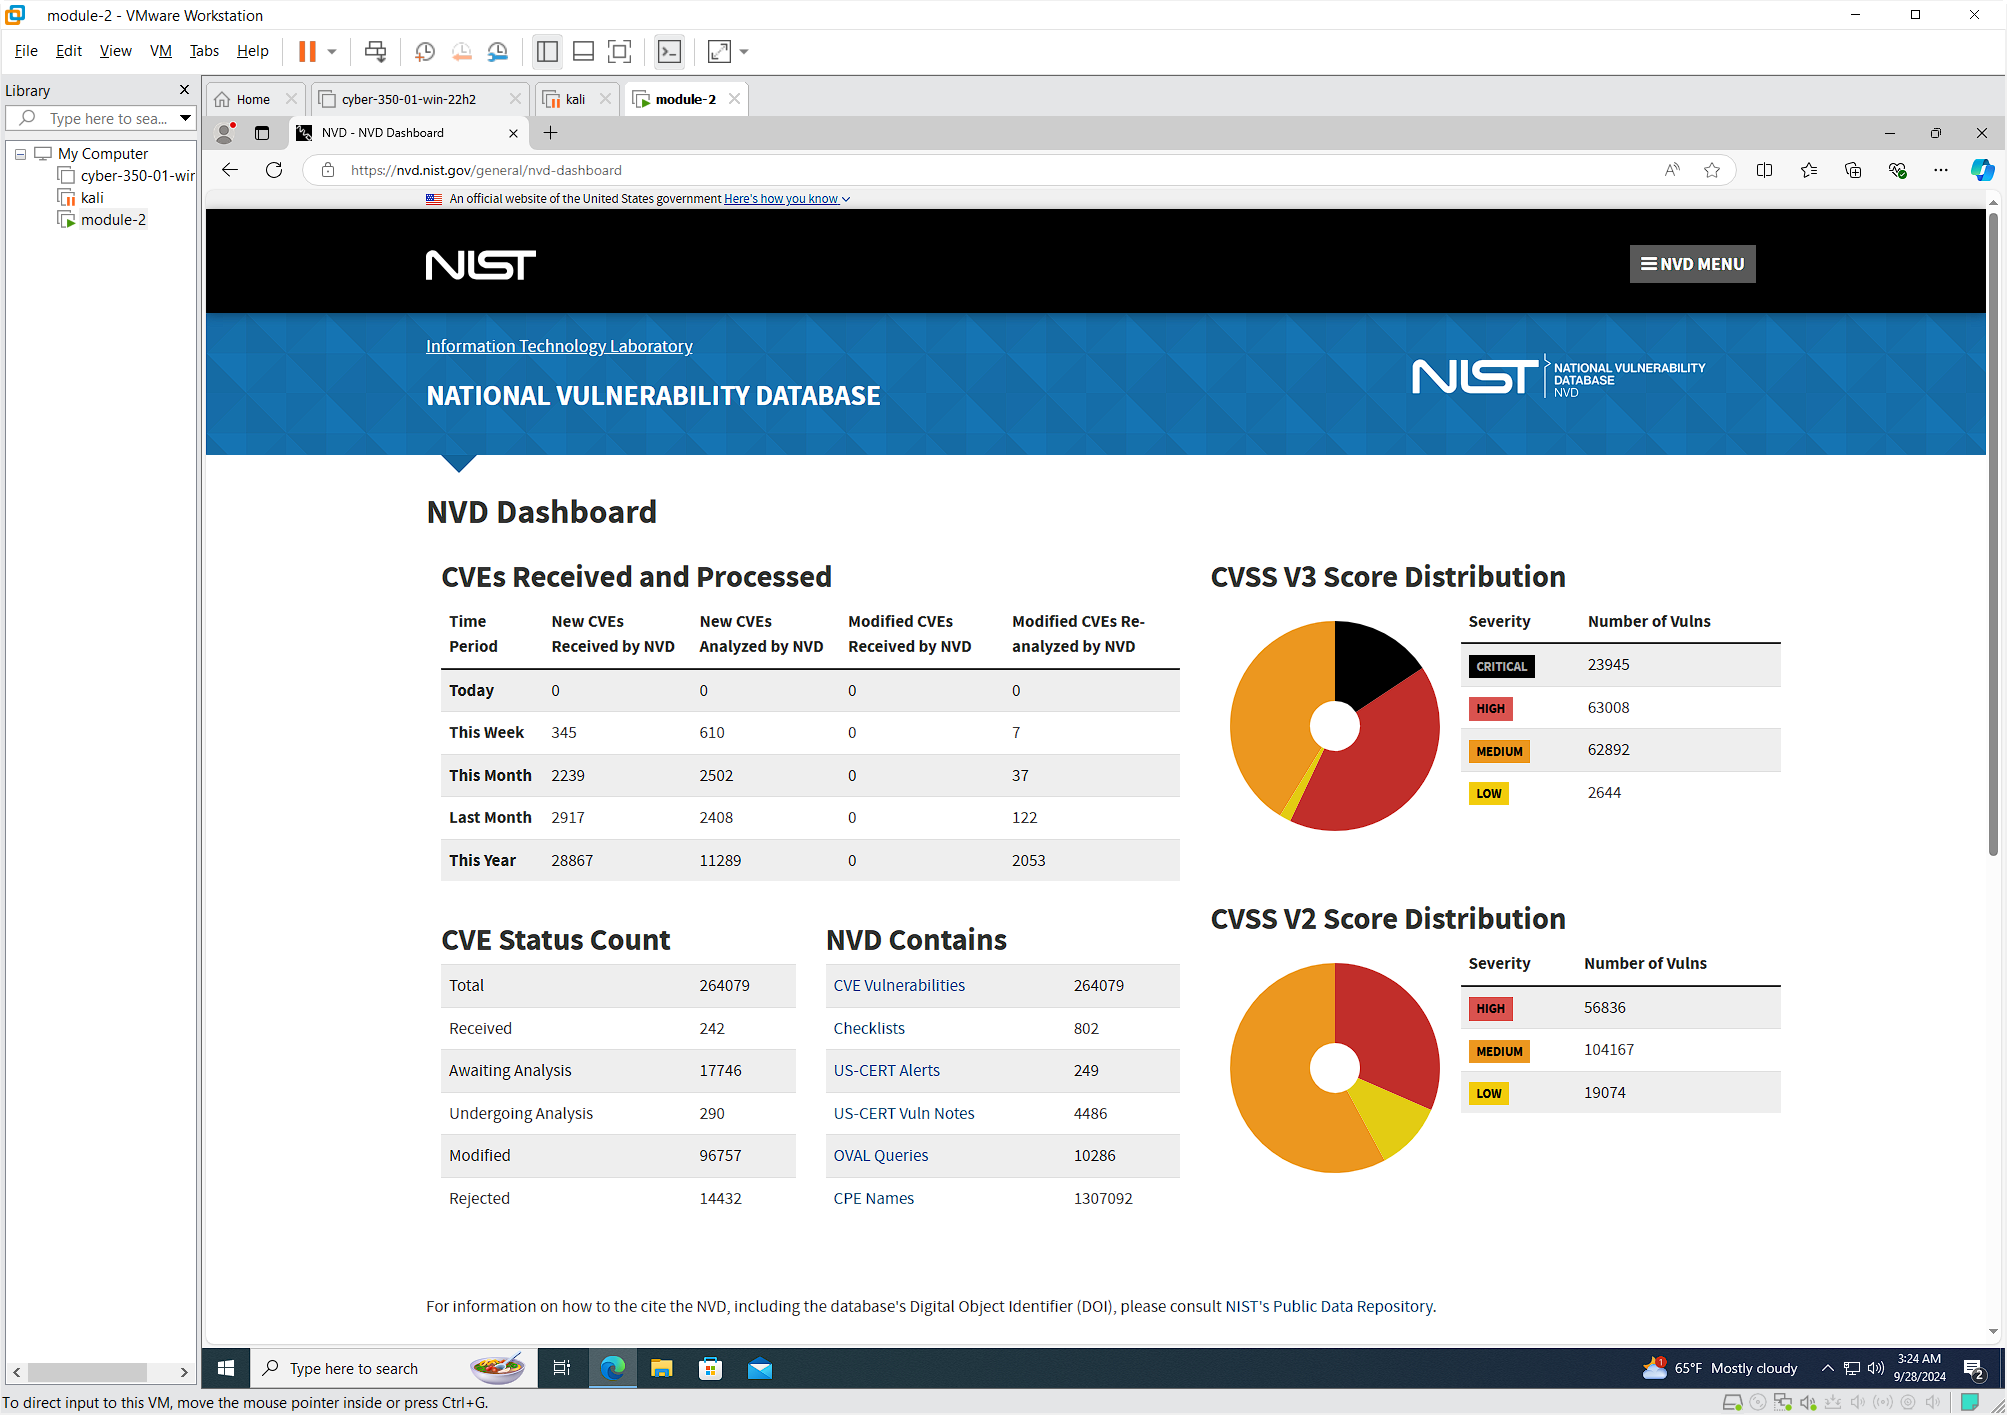 module-2 - VMware Workstation
File Edit View VM Tabs Help
Library
Type here to sea...
My Computer
cyber-350-01-wir
kali
module-2
Home
cyber-350-01-win-22h2
kali
module-2
NVD - NVD Dashboard
https://nvd.nist.gov/general/nvd-dashboard
An official website of the United States government Here's how you know
NIST
NVD MENU
Information Technology Laboratory
NATIONAL VULNERABILITY DATABASE
NIST
NATIONAL VULNERABILITY
DATABASE
NVD
NVD Dashboard
CVEs Received and Processed
Time Period New CVEs Received by NVD New CVEs Analyzed by NVD Modified CVEs Received by NVD Modified CVEs Re-analyzed by NVD
Today 0 0 0 0
This Week 345 610 0 7
This Month 2239 2502 0 37
Last Month 2917 2408 0 122
This Year 28867 11289 0 2053
CVSS V3 Score Distribution
Severity Number of Vulns
CRITICAL 23945
HIGH 63008
MEDIUM 62892
LOW 2644
CVE Status Count
Total 264079
Received 242
Awaiting Analysis 17746
Undergoing Analysis 290
Modified 96757
Rejected 14432
NVD Contains
CVE Vulnerabilities 264079
Checklists 802
US-CERT Alerts 249
US-CERT Vuln Notes 4486
OVAL Queries 10286
CPE Names 1307092
CVSS V2 Score Distribution
Severity Number of Vulns
HIGH 56836
MEDIUM 104167
LOW 19074
For information on how to the cite the NVD, including the database's Digital Object Identifier (DOI), please consult NIST's Public Data Repository.
Type here to search
1
65°F Mostly cloudy
3:24 AM
9/28/2024
2
To direct input to this VM, move the mouse pointer inside or press Ctrl+G.